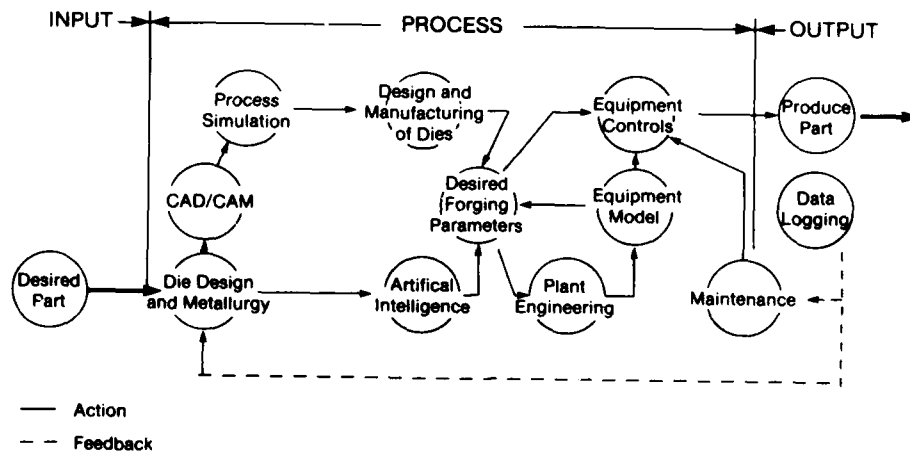 INPUT
PROCESS
OUTPUT
Process
Simulation
Design and
Manufacturing
of Dies
Equipment
Controls
Produce
Part
CAD/CAM
Desired
Forging
Parameters
Equipment
Model
Data
Logging
Desired
Part
Die Design
and Metallurgy
Artifical
Intelligence
Plant
Engineering
Maintenance
Action
Feedback